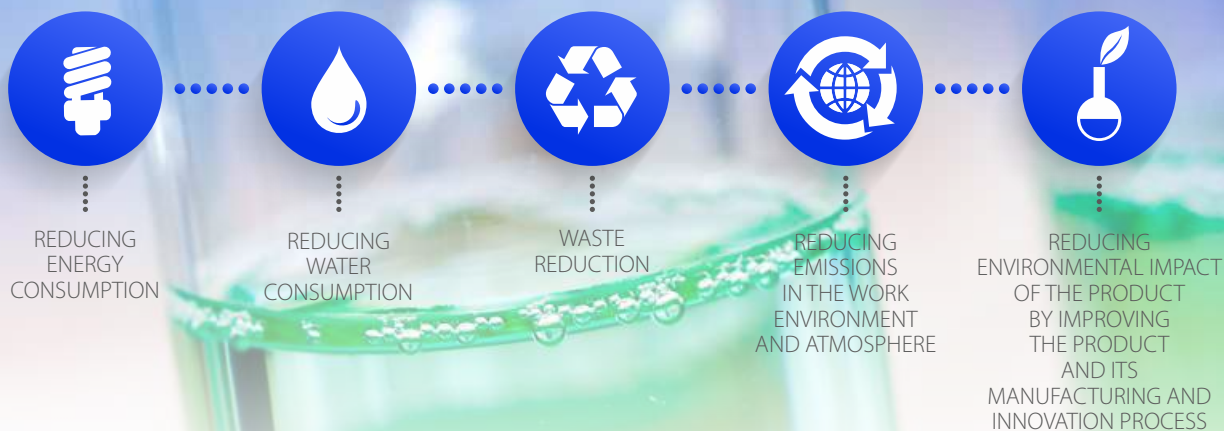 REDUCING
ENERGY
CONSUMPTION
REDUCING
WATER
CONSUMPTION
WASTE
REDUCTION
REDUCING
EMISSIONS
IN THE WORK
ENVIRONMENT
AND ATMOSPHERE
REDUCING
ENVIRONMENTAL IMPACT
OF THE PRODUCT
BY IMPROVING
THE PRODUCT
AND ITS
MANUFACTURING AND
INNOVATION PROCESS